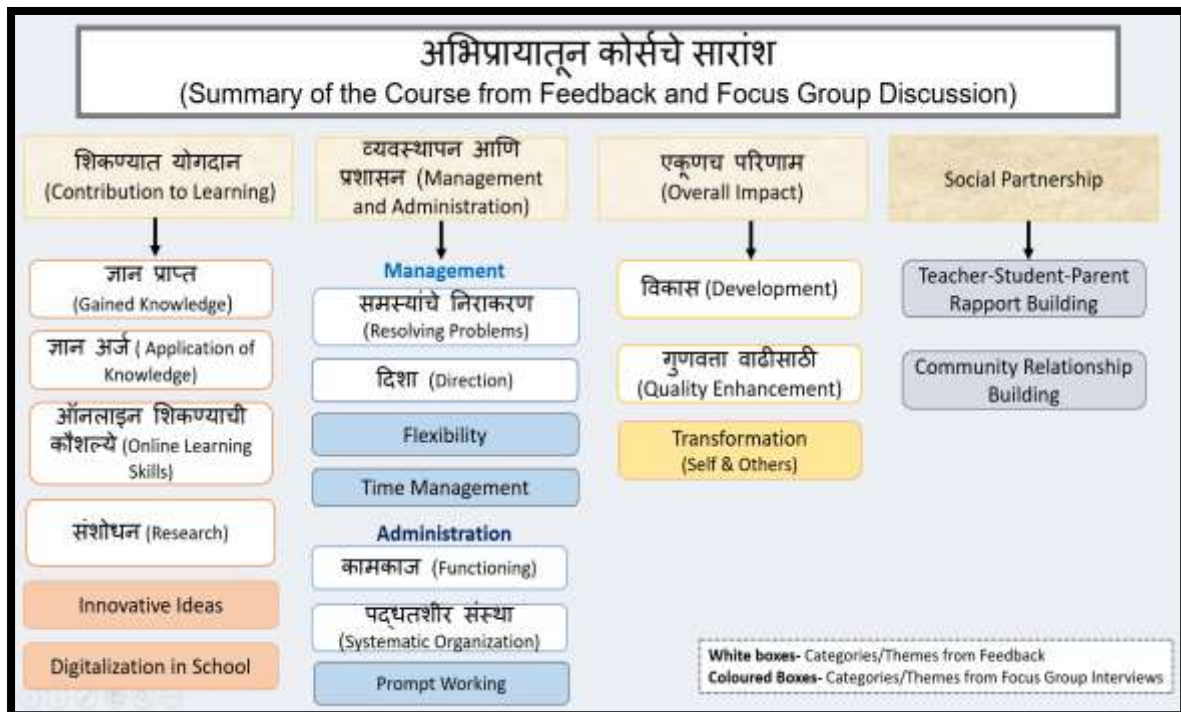 अभिप्रायातून कोर्सचे सारांश
(Summary of the Course from Feedback and Focus Group Discussion)
शिकण्यात योगदान
(Contribution to Learning)
ज्ञान प्राप्त
(Gained Knowledge)
ज्ञान अर्ज ( Application of
Knowledge)
ऑनलाइन शिकण्याची
कौशल्ये (Online Learning
Skills)
संशोधन (Research)
Innovative Ideas
Digitalization in School
व्यवस्थापन आणि
प्रशासन (Management
and Administration)
Management
समस्यांचे निराकरण
(Resolving Problems)
दिशा (Direction)
Flexibility
Time Management
Administration
कामकाज (Functioning)
पद्धतशीर संस्था
(Systematic Organization)
Prompt Working
एकूणच परिणाम
(Overall Impact)
विकास (Development)
गुणवत्ता वाढीसाठी
(Quality Enhancement)
Transformation
(Self & Others)
Social Partnership
Teacher-Student-Parent
Rapport Building
Community Relationship
Building
White boxes- Categories/Themes from Feedback
Coloured Boxes- Categories/Themes from Focus Group Interviews